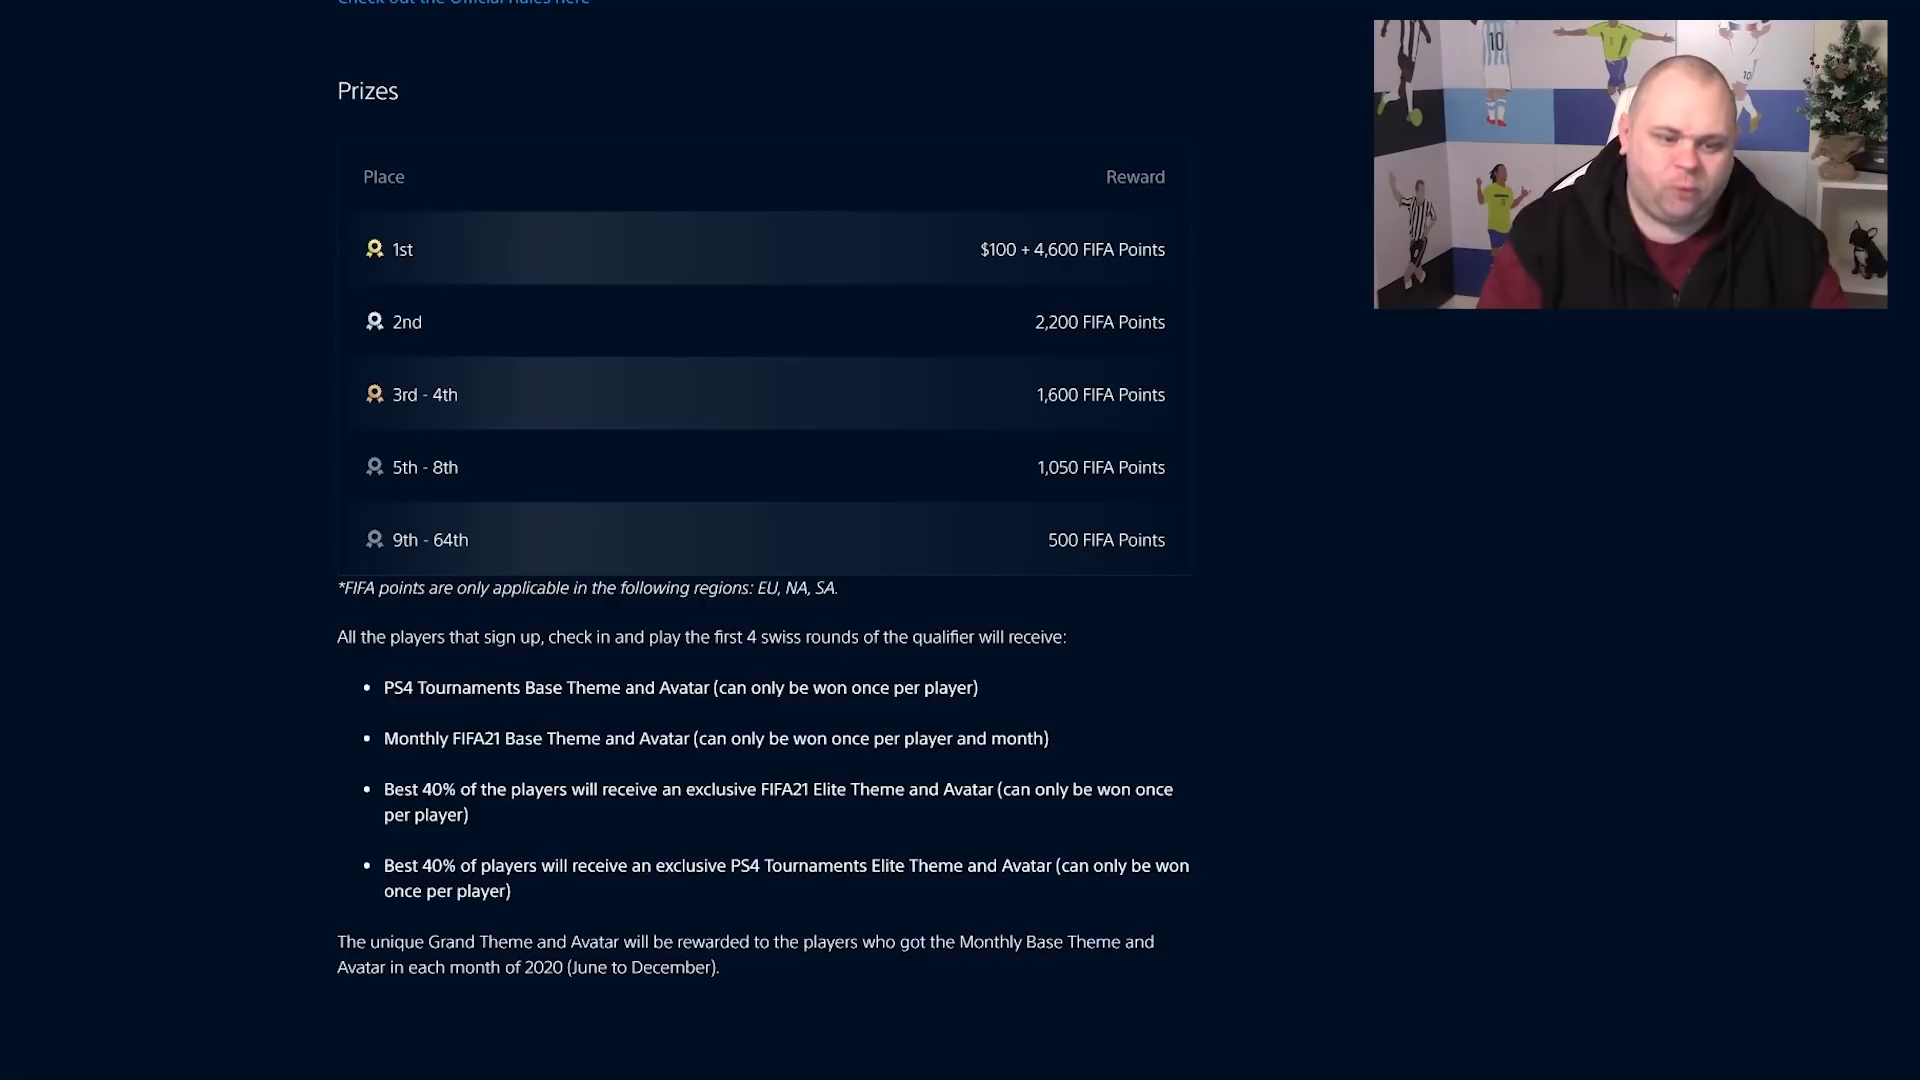 Check out the Official Rules here
Prizes
Place Reward
1st $100 + 4,600 FIFA Points
2nd 2,200 FIFA Points
3rd - 4th 1,600 FIFA Points
5th - 8th 1,050 FIFA Points
9th - 64th 500 FIFA Points
*FIFA points are only applicable in the following regions: EU, NA, SA.
All the players that sign up, check in and play the first 4 swiss rounds of the qualifier will receive:
• PS4 Tournaments Base Theme and Avatar (can only be won once per player)
• Monthly FIFA21 Base Theme and Avatar (can only be won once per player and month)
• Best 40% of the players will receive an exclusive FIFA21 Elite Theme and Avatar (can only be won once
per player)
• Best 40% of players will receive an exclusive PS4 Tournaments Elite Theme and Avatar (can only be won
once per player)
The unique Grand Theme and Avatar will be rewarded to the players who got the Monthly Base Theme and
Avatar in each month of 2020 (June to December).
10
10